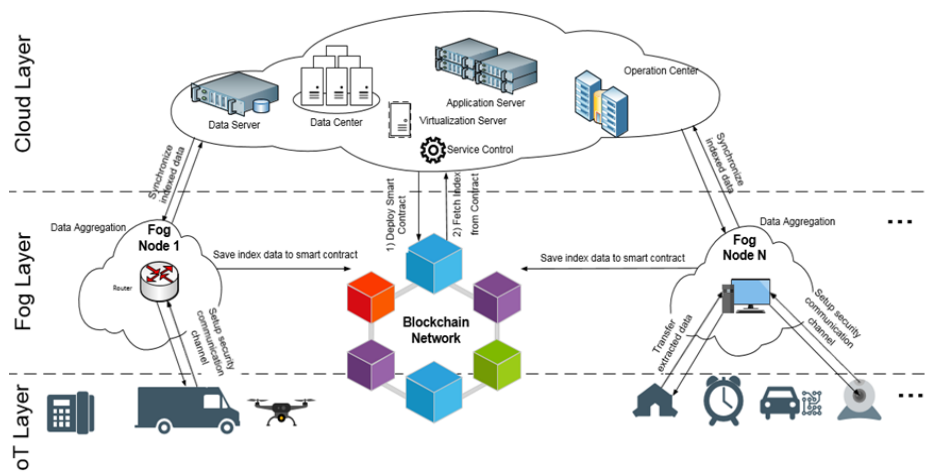 Cloud Layer
Data Server
Data Center
Application Server
Virtualization Server
Service Control
Operation Center
Synchronize
indexed data
1) Deploy Smart
Contract
2) Fetch Index
from Contract
Synchronize
indexed data
Fog Layer
Data Aggregation
Fog
Node 1
Router
Save index data to smart contract
Setup security
communication
channel
Blockchain
Network
Save index data to smart contract
Data Aggregation
Fog
Node N
...
Transfer
extracted data
Setup security
communication
channel
oT Layer
...